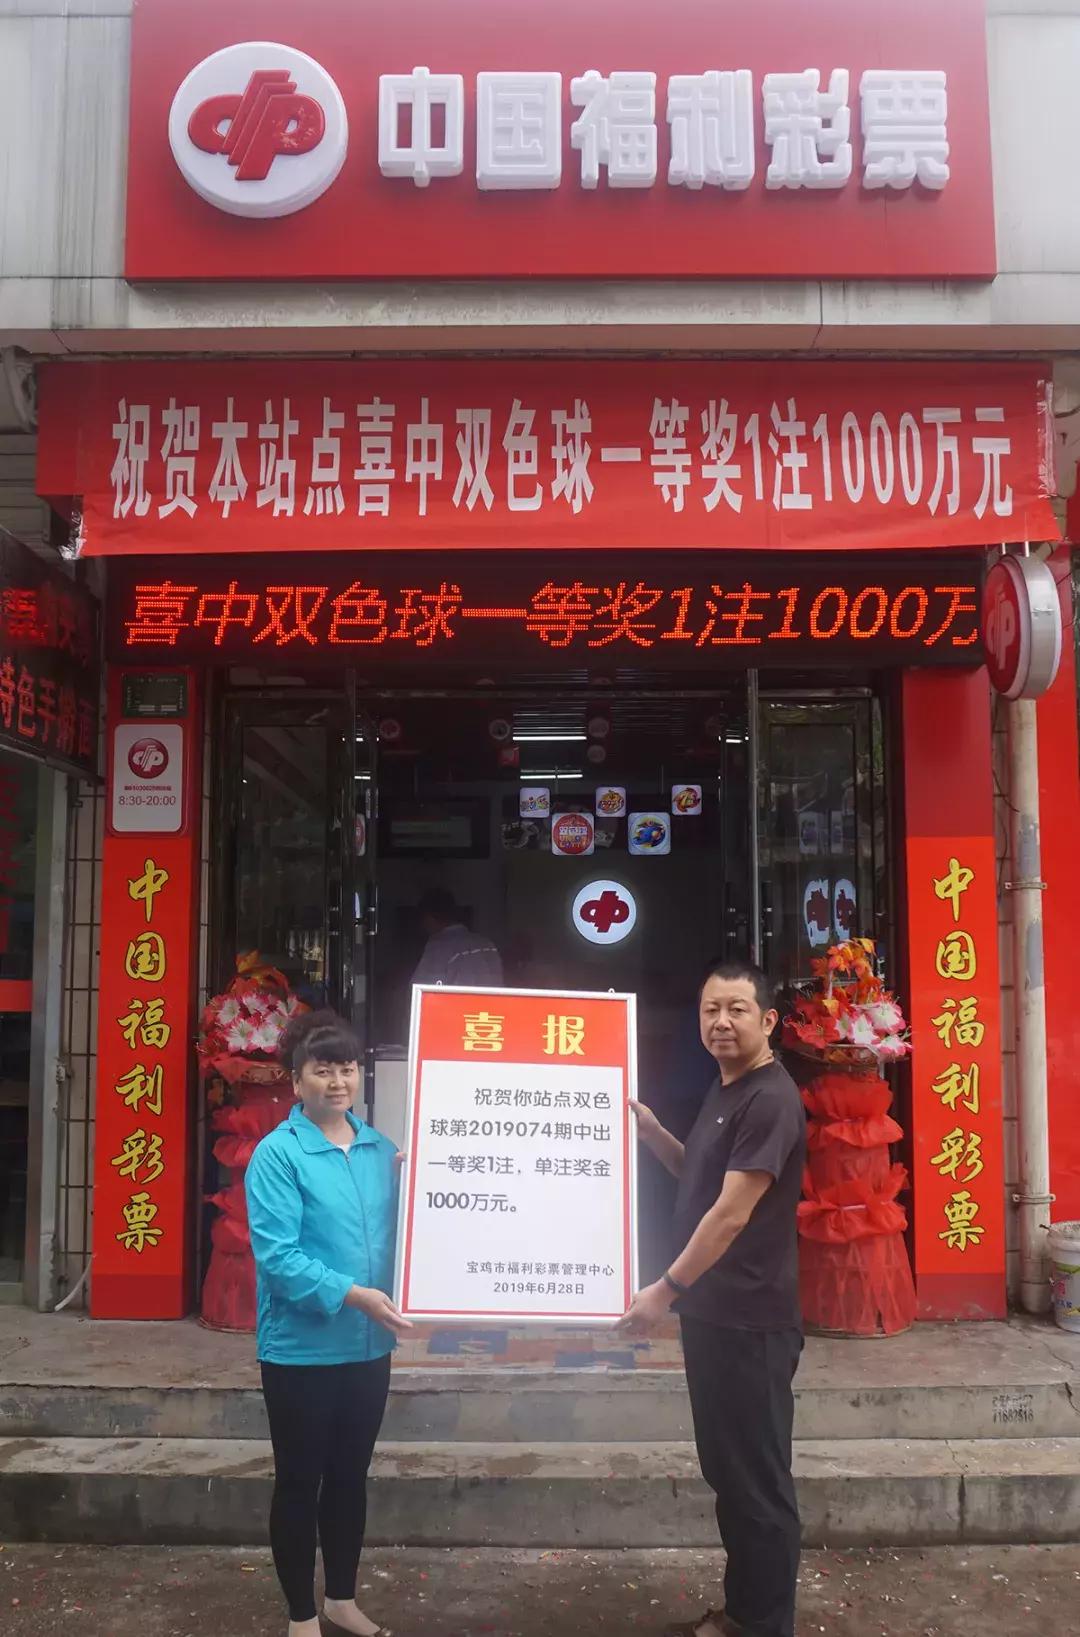 中国福利彩票
祝贺本站点喜中双色球一等奖1注1000万元
喜中双色球一等奖1注1000万
特色手擀面
8:30-20:00
中国福利彩票
中国福利彩票
喜报
祝贺你站点双色
球第2019074期中出
一等奖1注，单注奖金
1000万元。
宝鸡市福利彩票管理中心
2019年6月28日